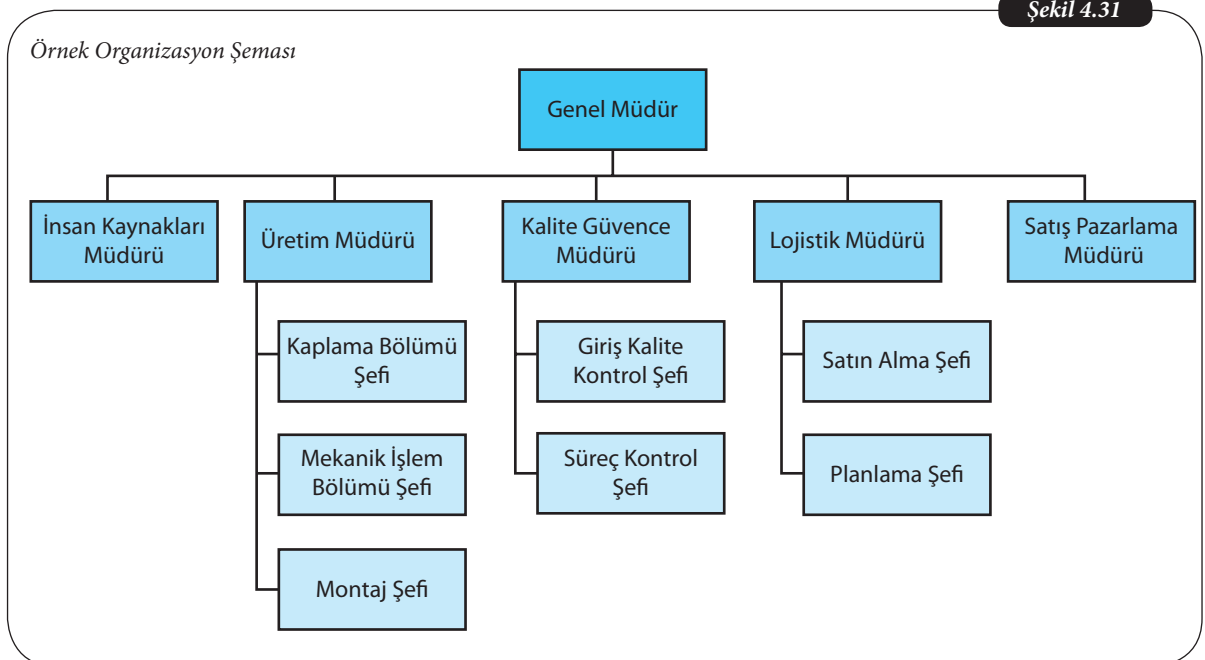 Şekil 4.31
Örnek Organizasyon Şeması
Genel Müdür
İnsan Kaynakları
Müdürü
Üretim Müdürü
Kalite Güvence
Müdürü
Lojistik Müdürü
Satış Pazarlama
Müdürü
Kaplama Bölümü
Şefi
Mekanik İşlem
Bölümü Şefi
Montaj Şefi
Giriş Kalite
Kontrol Şefi
Süreç Kontrol
Şefi
Satın Alma Şefi
Planlama Şefi